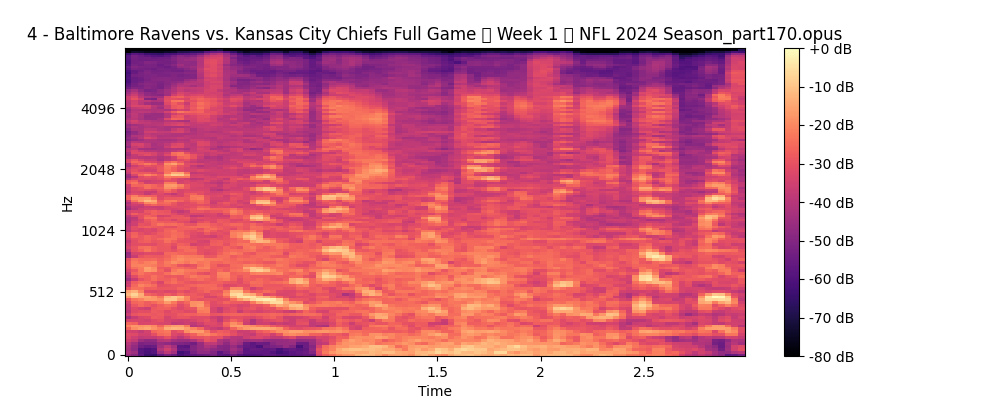 4 - Baltimore Ravens vs. Kansas City Chiefs Full Game ▯ Week 1 ▯ NFL 2024 Season_part170.opus
+0 dB
-10 dB
-20 dB
-30 dB
-40 dB
-50 dB
-60 dB
-70 dB
-80 dB
Hz
4096
2048
1024
512
0
0
0.5
1
1.5
2
2.5
Time